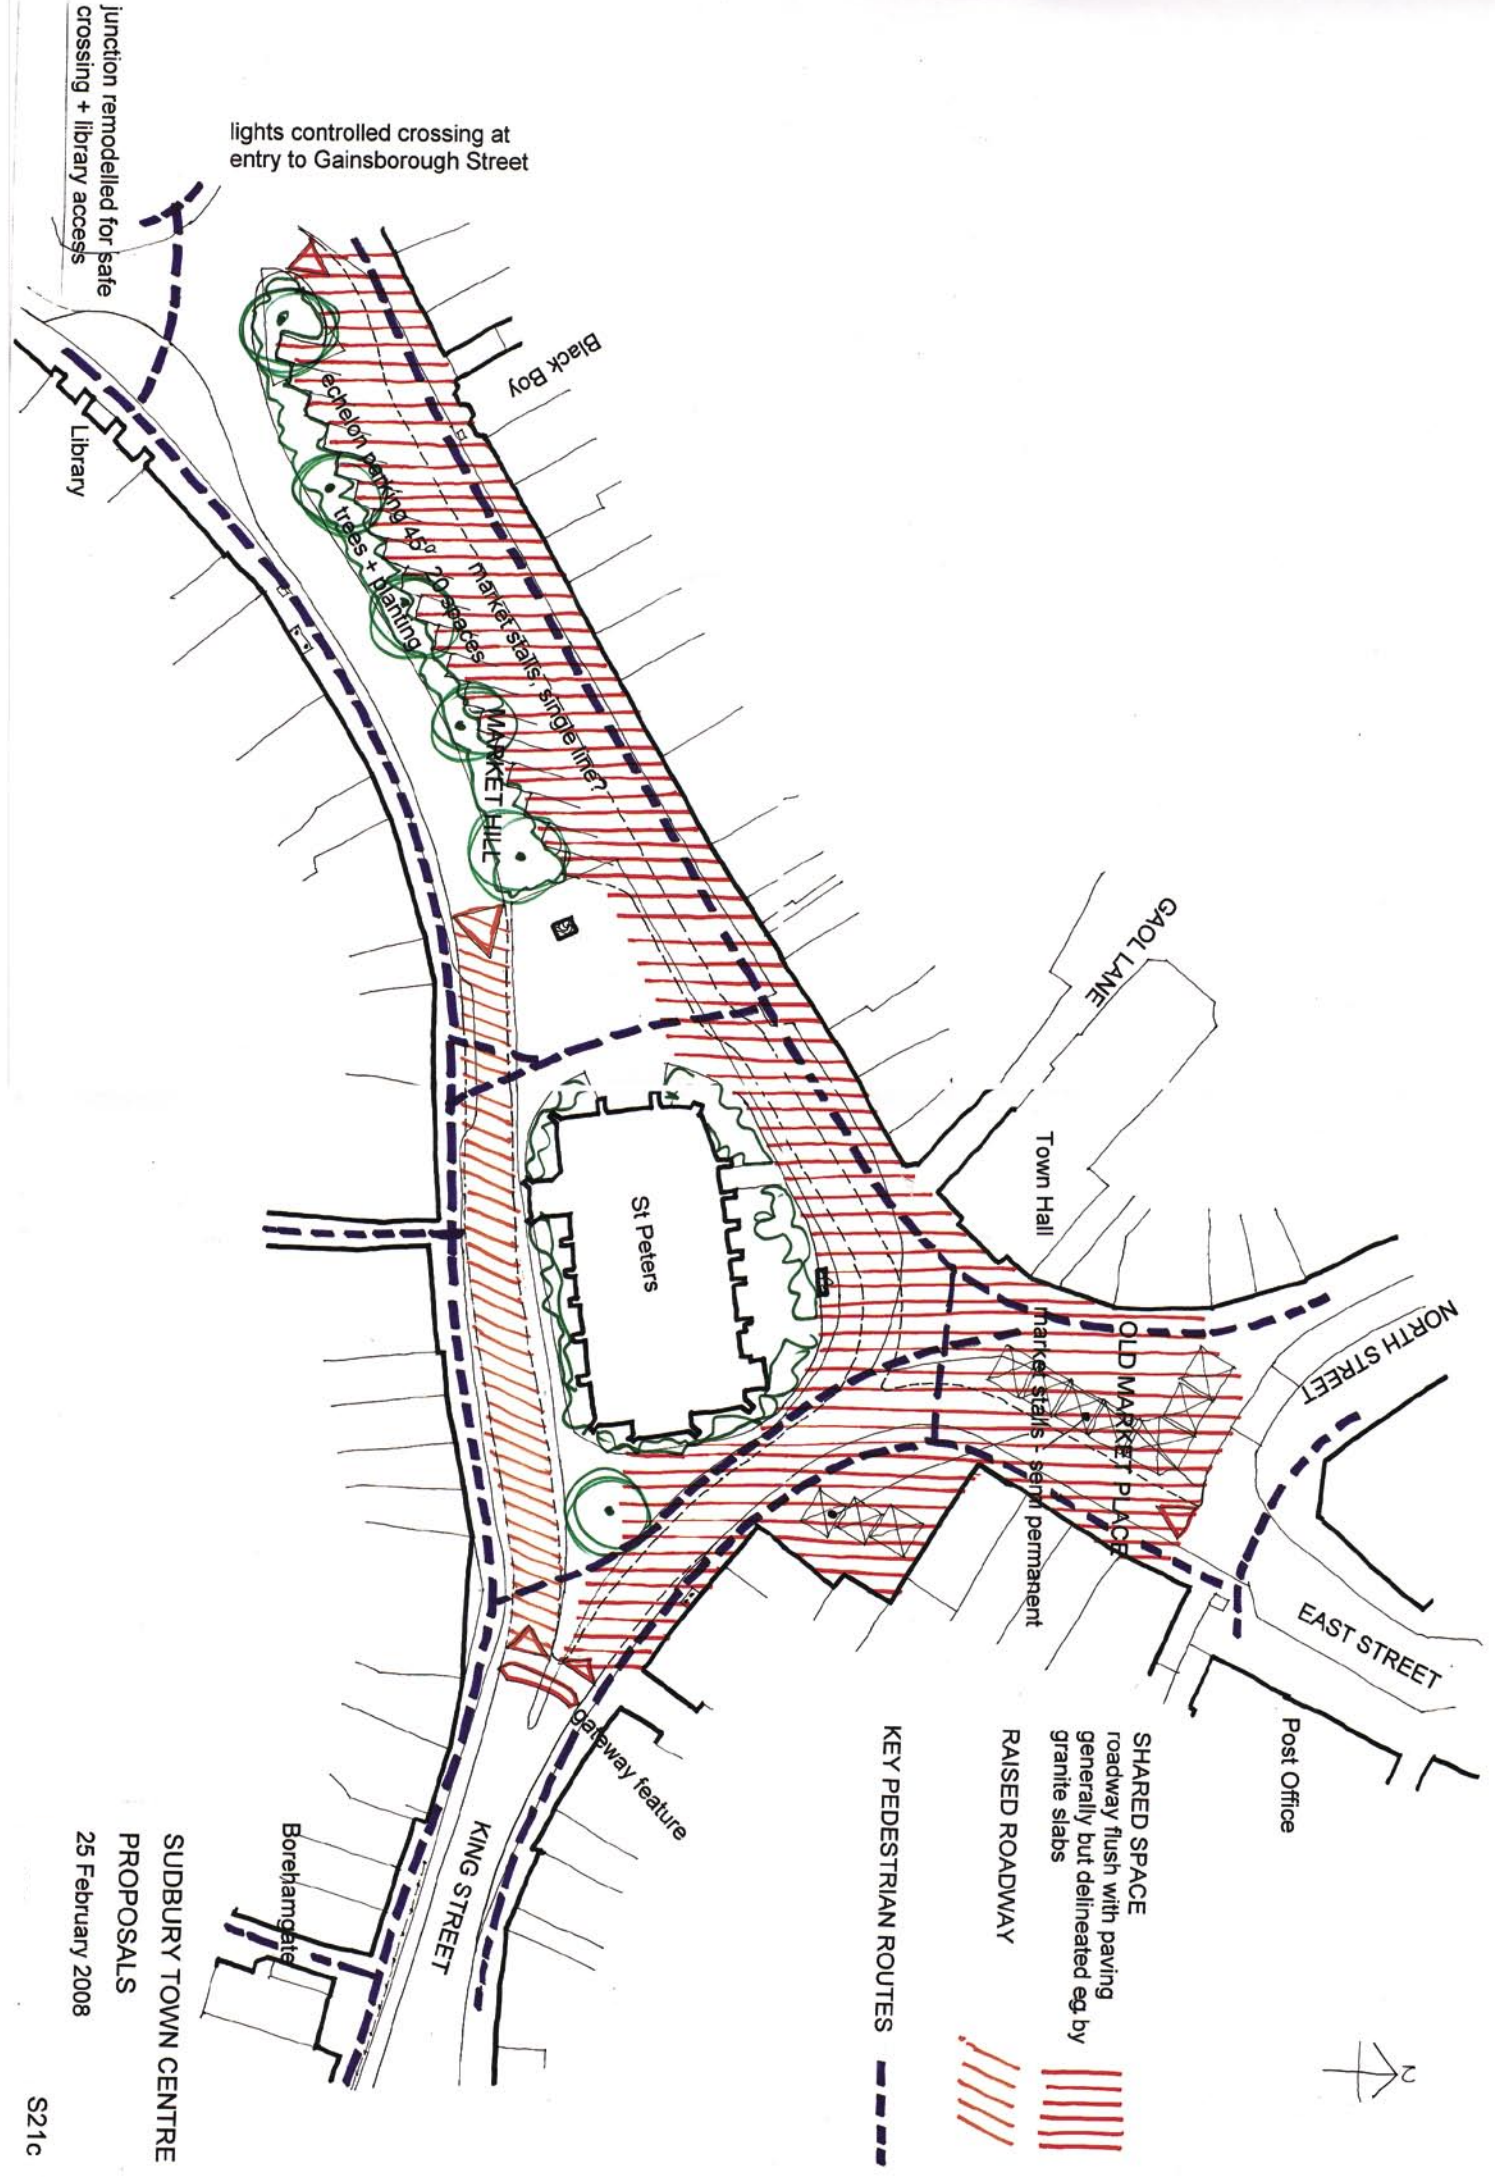 lights controlled crossing at
entry to Gainsborough Street
junction remodelled for safe
crossing + library access
Black Boy
Library
echelon parking 45° 20 spaces
trees + planting
market stalls, single line?
MARKET HILL
GAOL LANE
Town Hall
St Peters
NORTH STREET
OLD MARKET PLACE
market stalls - semi permanent
EAST STREET
Post Office
gateway feature
KING STREET
Borehamgate
SHARED SPACE
roadway flush with paving
generally but delineated eg.by
granite slabs
RAISED ROADWAY
KEY PEDESTRIAN ROUTES
N
SUDBURY TOWN CENTRE
PROPOSALS
25 February 2008
S21c